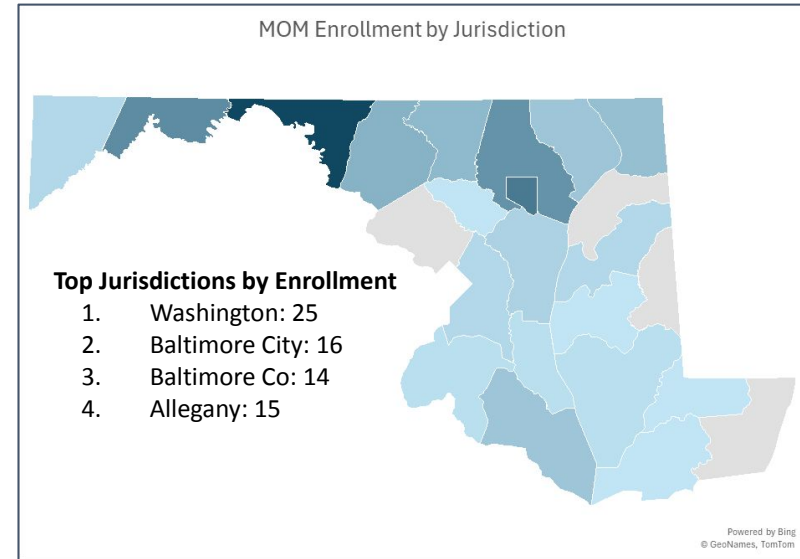 MOM Enrollment by Jurisdiction
Top Jurisdictions by Enrollment
1. Washington: 25
2. Baltimore City: 16
3. Baltimore Co: 14
4. Allegany: 15
Powered by Bing
© GeoNames, TomTom